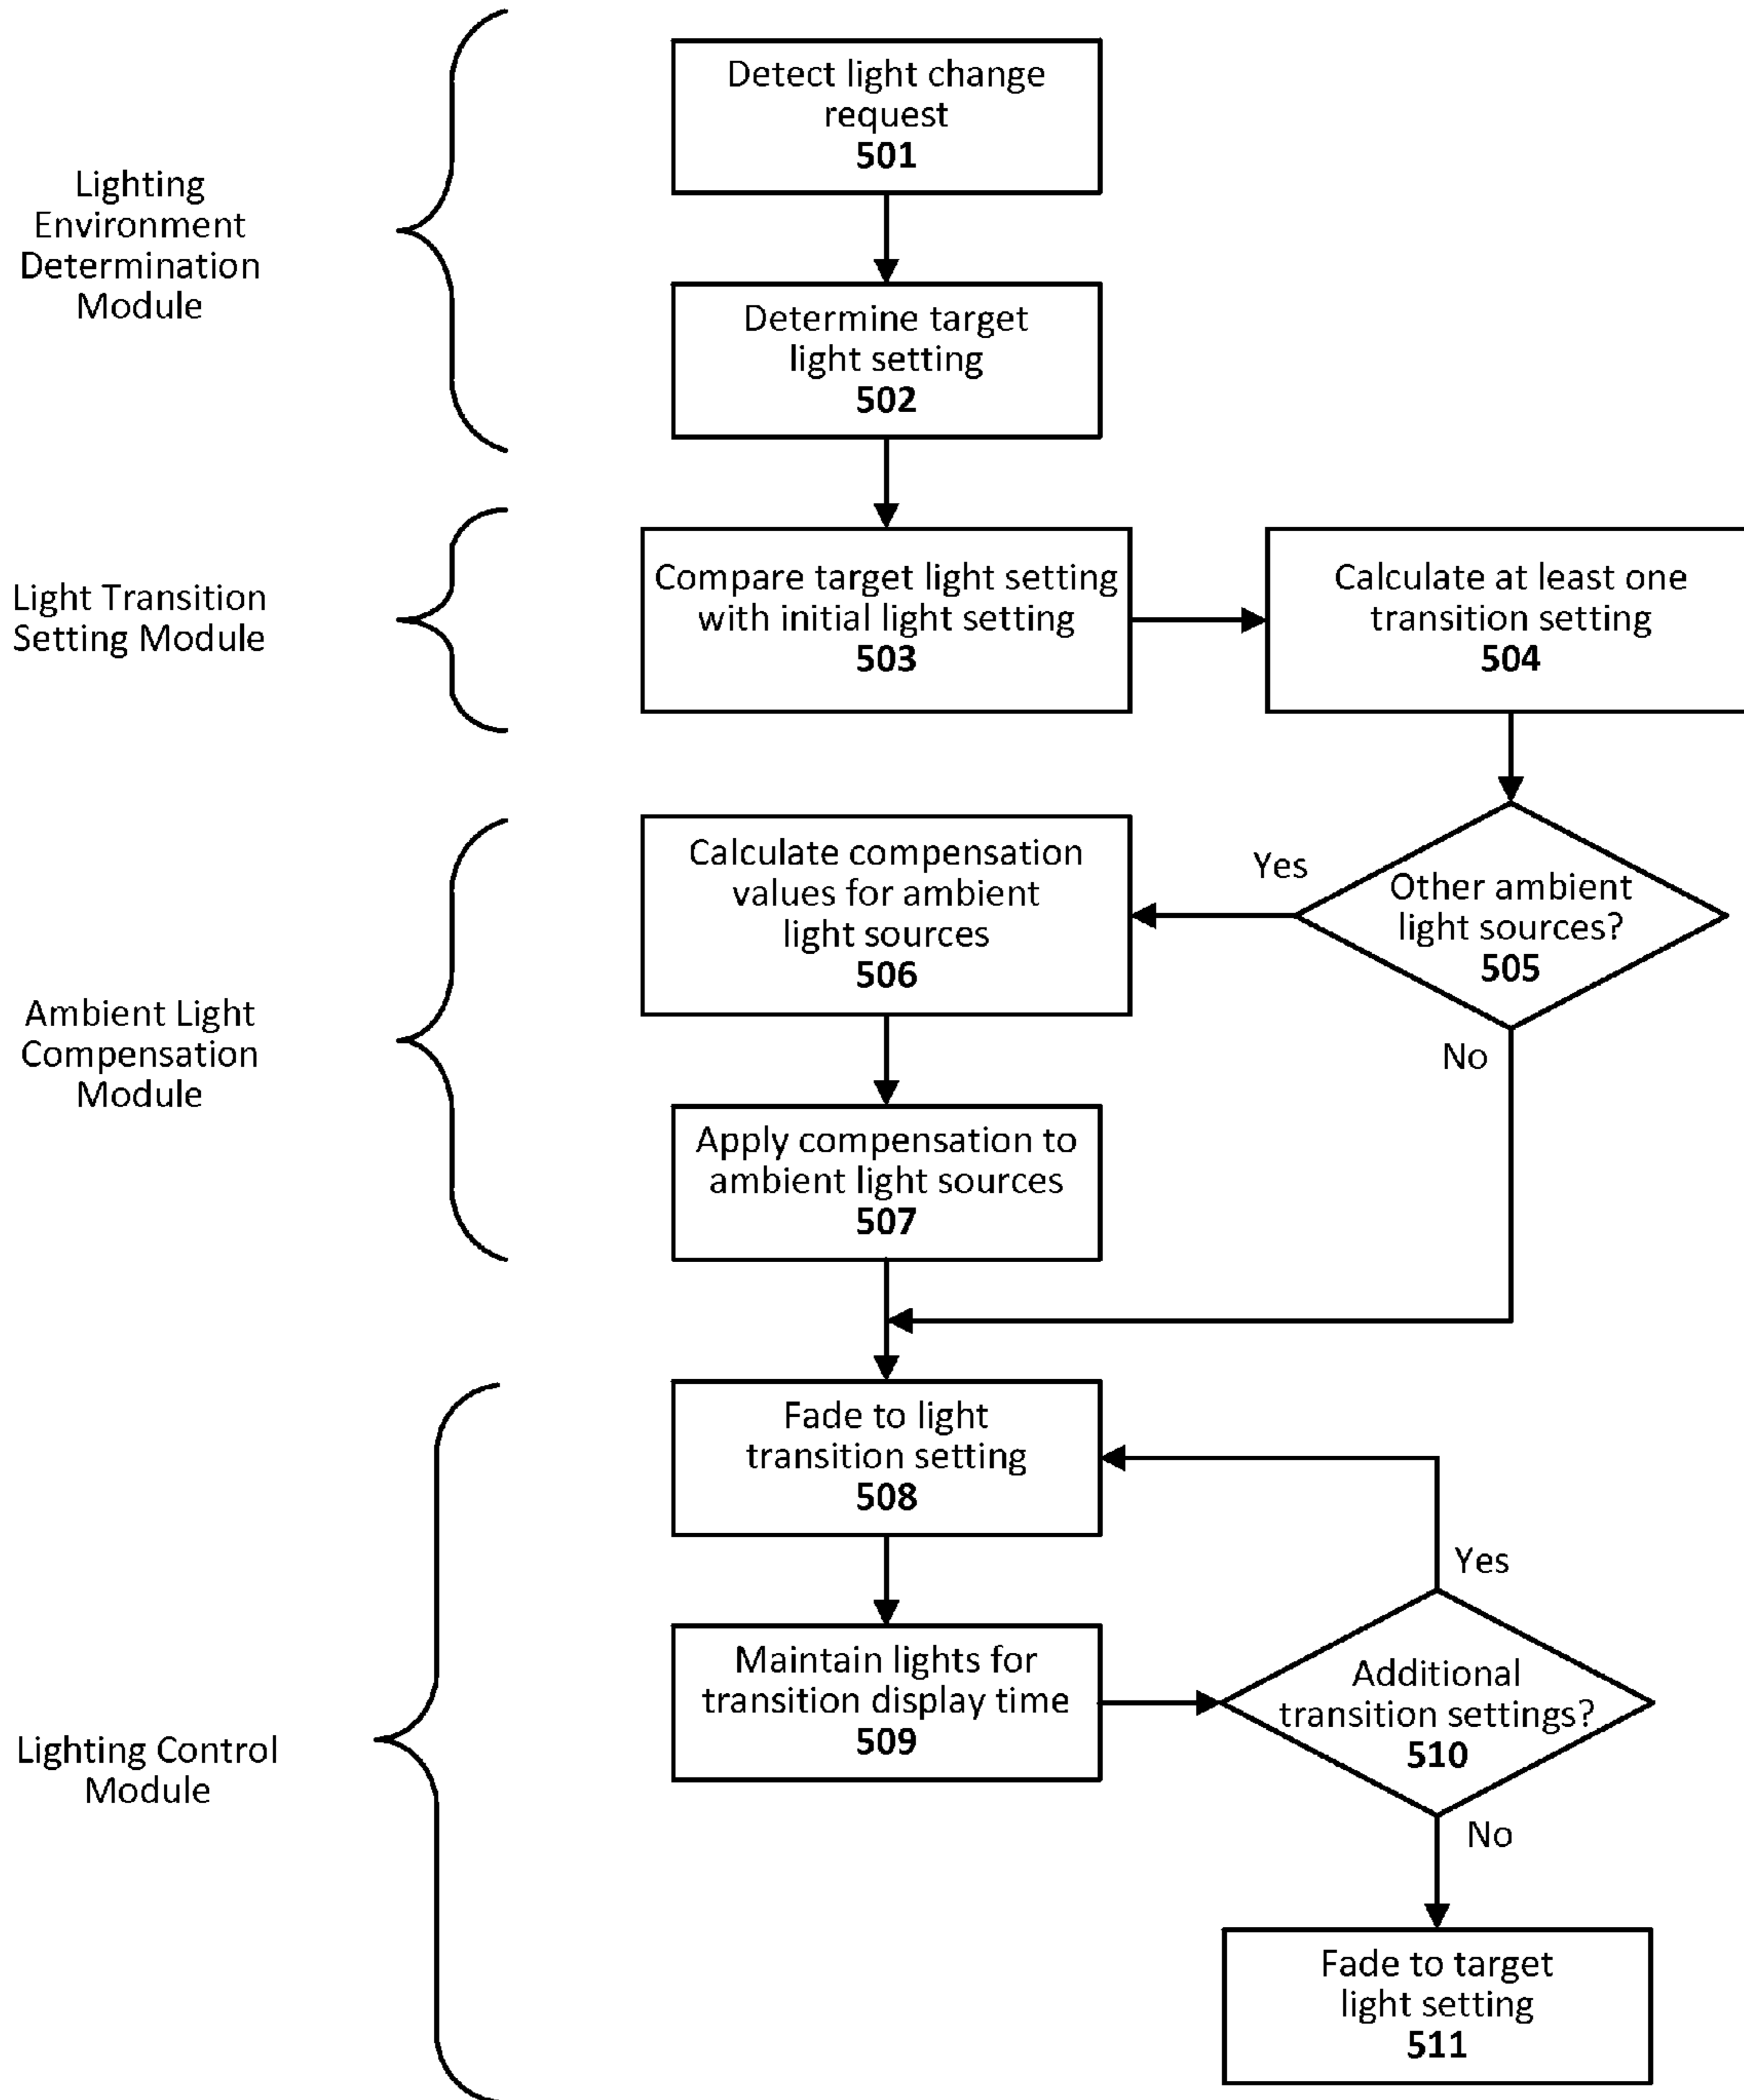 Detect light change
request
501
Lighting
Environment
Determination
Module
Determine target
light setting
502
Light Transition
Setting Module
Compare target light setting
with initial light setting
503
Calculate at least one
transition setting
504
Ambient Light
Compensation
Module
Calculate compensation
values for ambient
light sources
506
Yes
Other ambient
light sources?
505
No
Apply compensation to
ambient light sources
507
Lighting Control
Module
Fade to light
transition setting
508
Yes
Maintain lights for
transition display time
509
Additional
transition settings?
510
No
Fade to target
light setting
511